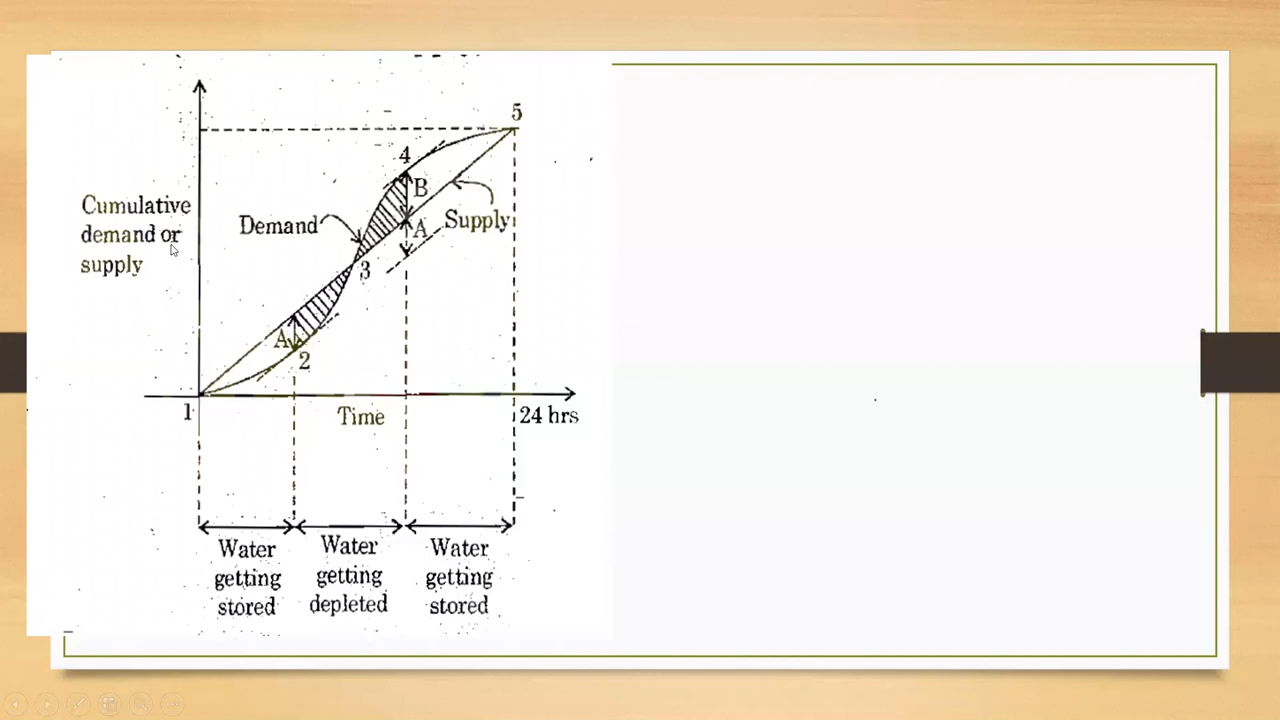 5
4
B
Cumulative
demand or
supply
Demand
A
Supply
3
A
2
1
Time
24 hrs
Water
getting
stored
Water
getting
depleted
Water
getting
stored